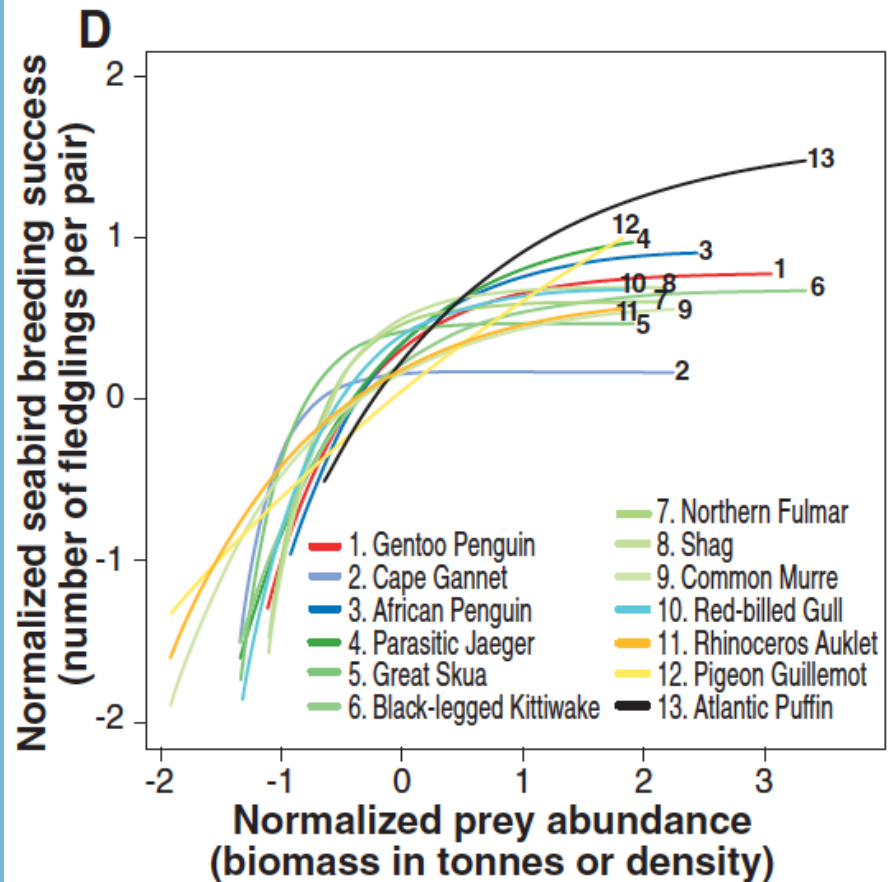 D
Normalized seabird breeding success
(number of fledglings per pair)
2
1
0
-1
-2
13
12
4
3
1
10
8
7
6
11
9
5
2
1. Gentoo Penguin
2. Cape Gannet
3. African Penguin
4. Parasitic Jaeger
5. Great Skua
6. Black-legged Kittiwake
7. Northern Fulmar
8. Shag
9. Common Murre
10. Red-billed Gull
11. Rhinoceros Auklet
12. Pigeon Guillemot
13. Atlantic Puffin
-2 -1 0 1 2 3
Normalized prey abundance
(biomass in tonnes or density)